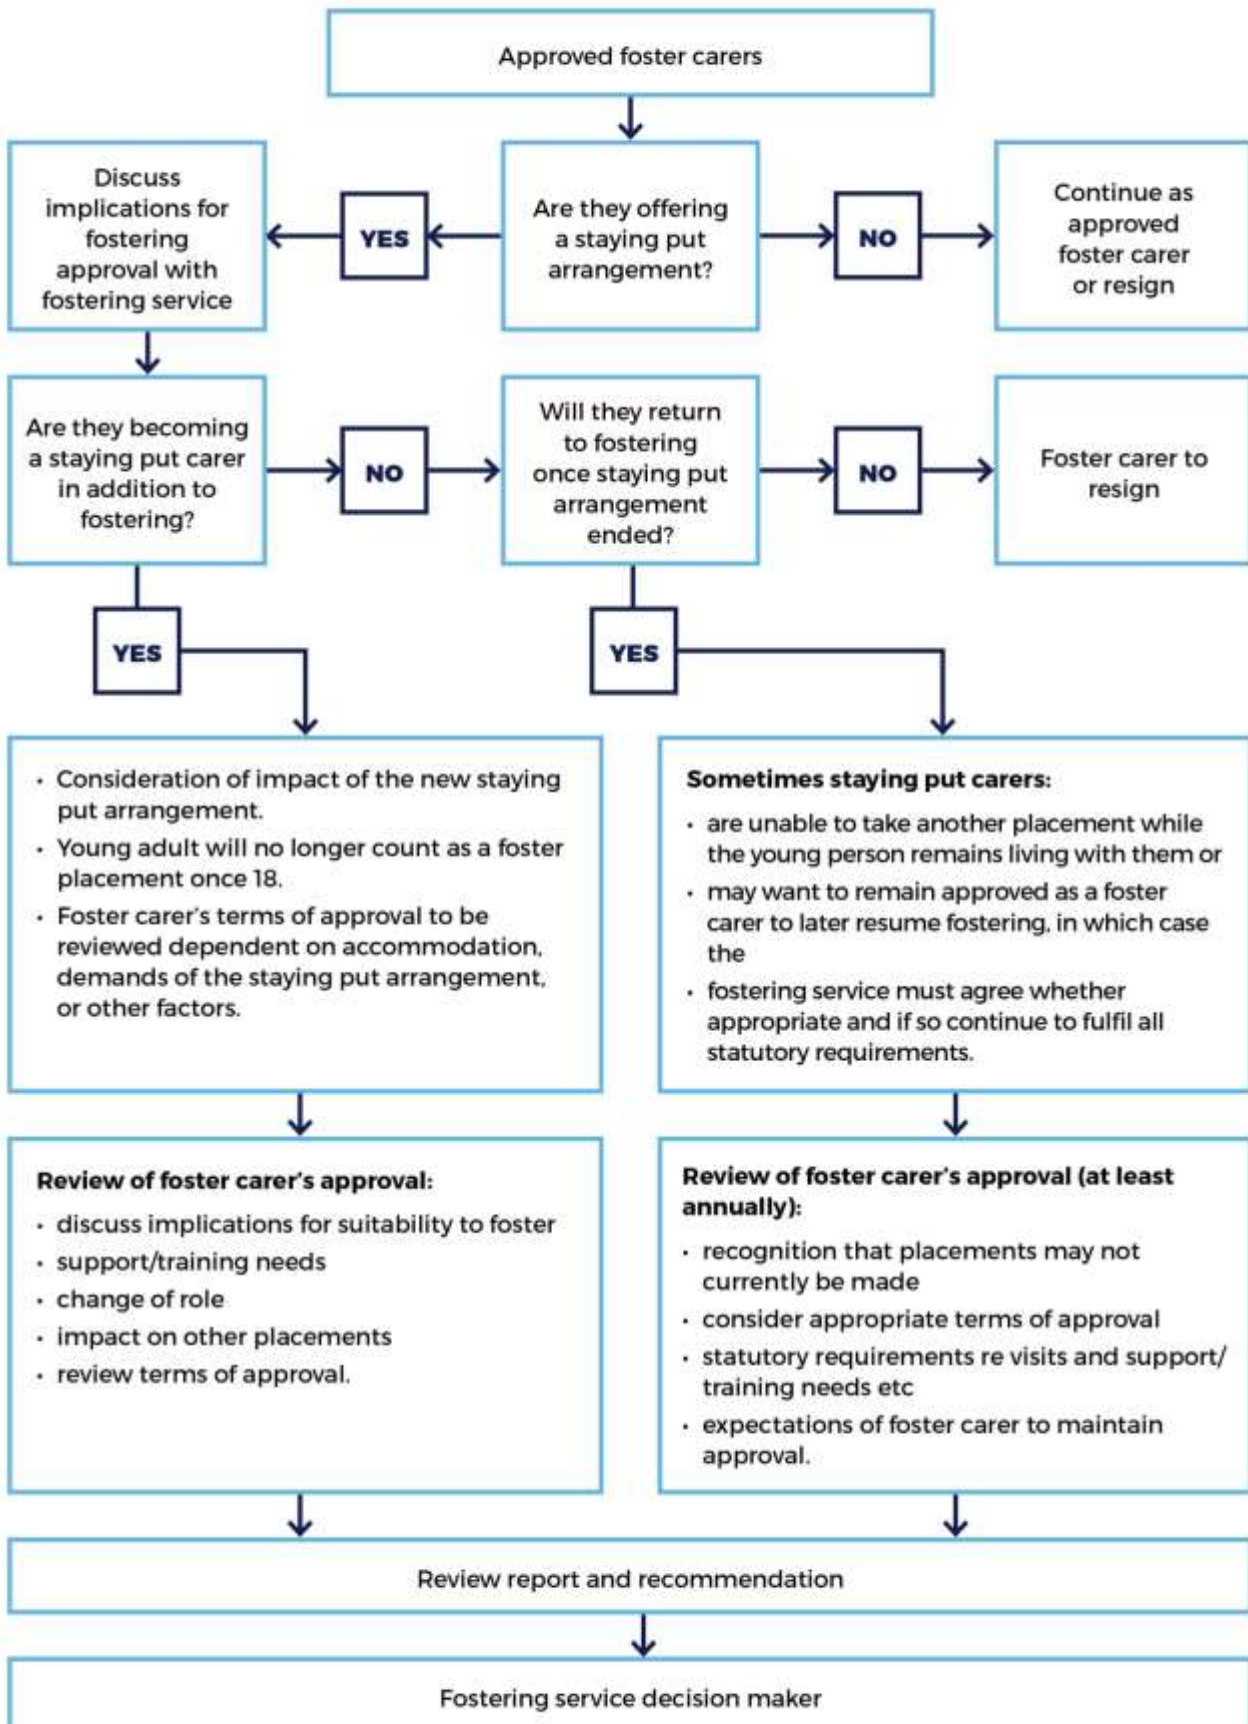 Approved foster carers
Discuss
implications for
fostering
approval with
fostering service
YES
Are they offering
a staying put
arrangement?
NO
Continue as
approved
foster carer
or resign
Are they becoming
a staying put carer
in addition to
fostering?
NO
Will they return
to fostering
once staying put
arrangement
ended?
NO
Foster carer to
resign
YES
YES
• Consideration of impact of the new staying
put arrangement.
• Young adult will no longer count as a foster
placement once 18.
• Foster carer's terms of approval to be
reviewed dependent on accommodation,
demands of the staying put arrangement,
or other factors.
Sometimes staying put carers:
• are unable to take another placement while
the young person remains living with them or
• may want to remain approved as a foster
carer to later resume fostering, in which case
the
• fostering service must agree whether
appropriate and if so continue to fulfil all
statutory requirements.
Review of foster carer's approval:
• discuss implications for suitability to foster
• support/training needs
• change of role
• impact on other placements
• review terms of approval.
Review of foster carer's approval (at least
annually):
• recognition that placements may not
currently be made
• consider appropriate terms of approval
• statutory requirements re visits and support/
training needs etc
• expectations of foster carer to maintain
approval.
Review report and recommendation
Fostering service decision maker